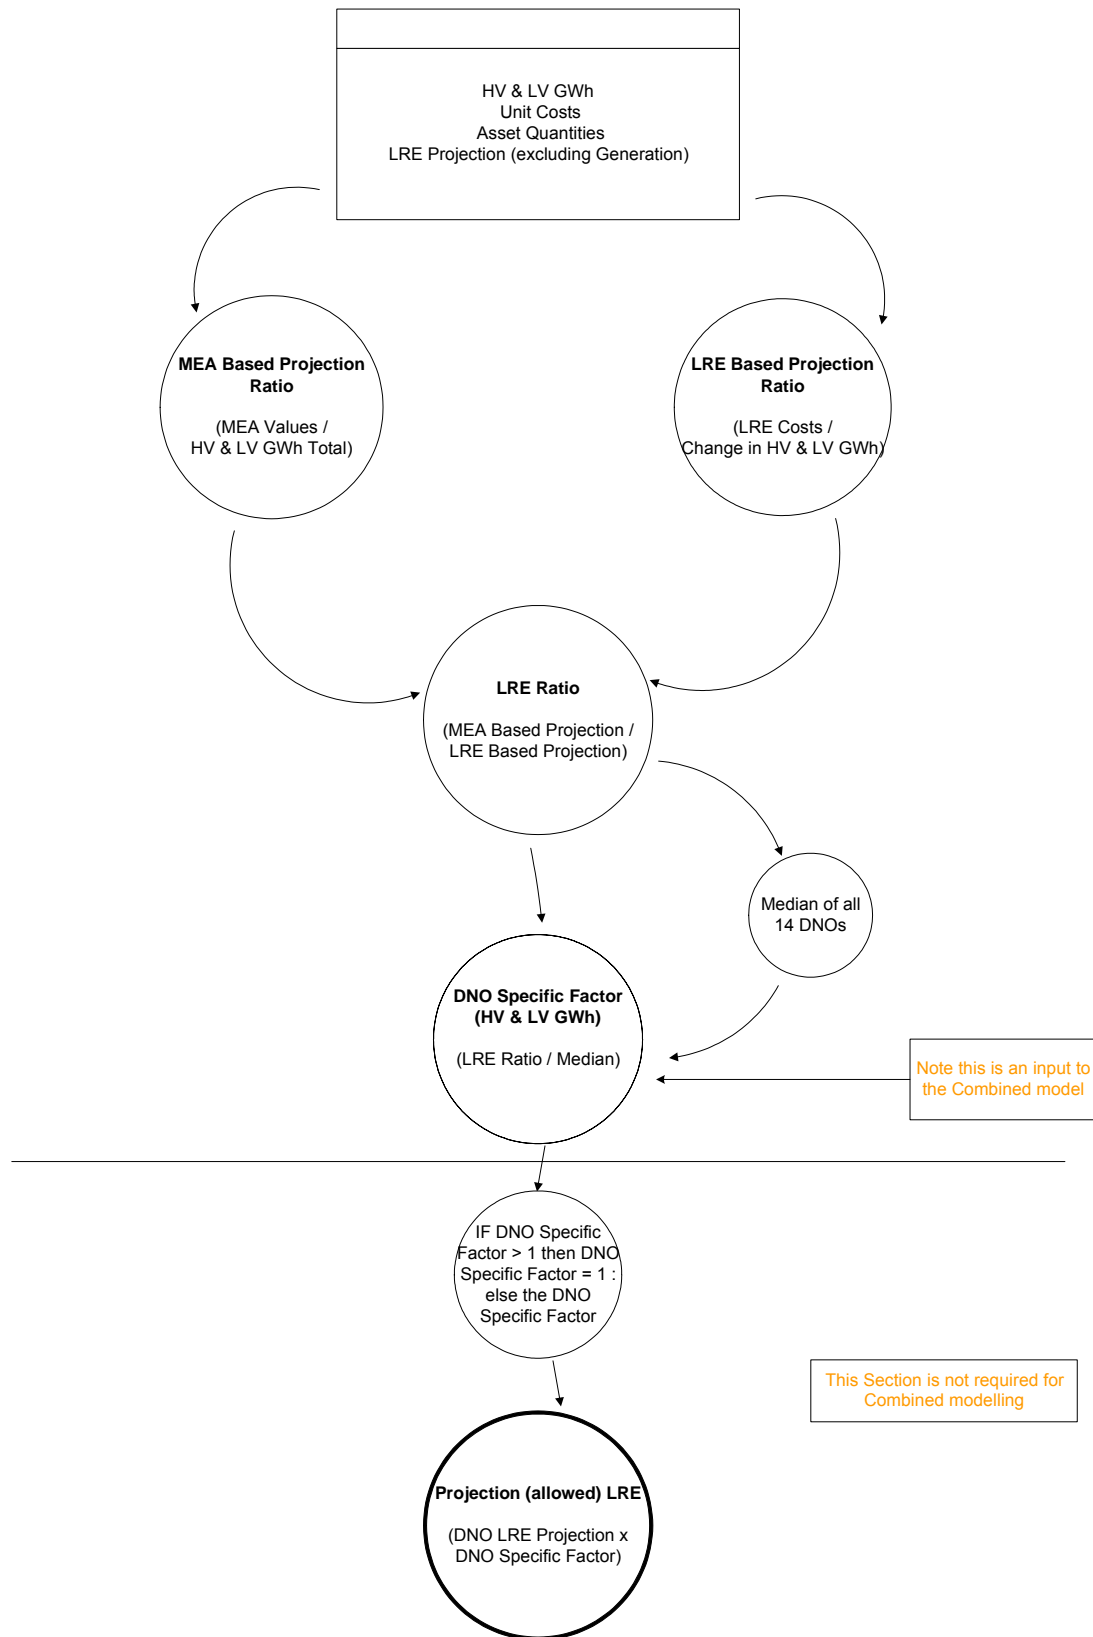 HV & LV GWh
Unit Costs
Asset Quantities
LRE Projection (excluding Generation)
MEA Based Projection
Ratio
(MEA Values /
HV & LV GWh Total)
LRE Based Projection
Ratio
(LRE Costs /
Change in HV & LV GWh)
LRE Ratio
(MEA Based Projection /
LRE Based Projection)
Median of all
14 DNOs
DNO Specific Factor
(HV & LV GWh)
(LRE Ratio / Median)
Note this is an input to
the Combined model
IF DNO Specific
Factor > 1 then DNO
Specific Factor = 1 :
else the DNO
Specific Factor
This Section is not required for
Combined modelling
Projection (allowed) LRE
(DNO LRE Projection x
DNO Specific Factor)